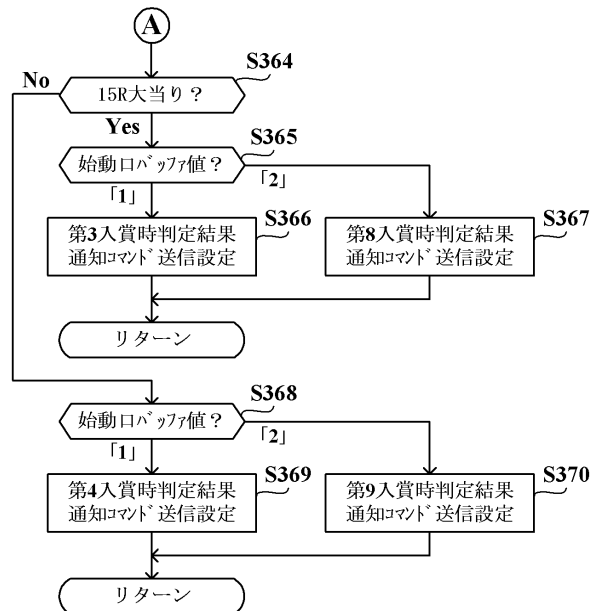 A
S364
No
15R大当り？
Yes
S365
始動口バッファ値？
「1」
「2」
S366
第3入賞時判定結果
通知コマンド送信設定
S367
第8入賞時判定結果
通知コマンド送信設定
リターン
S368
始動口バッファ値？
「1」
「2」
S369
第4入賞時判定結果
通知コマンド送信設定
S370
第9入賞時判定結果
通知コマンド送信設定
リターン